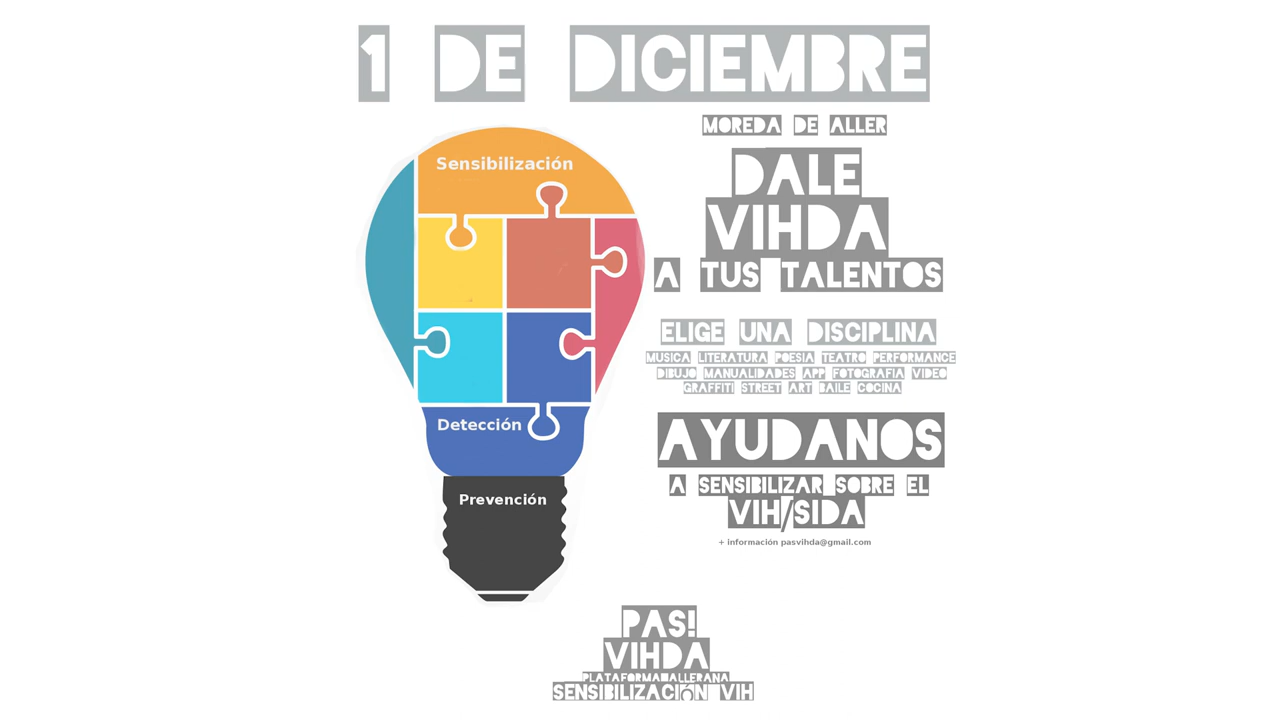 1 DE DICIEMBRE
MOREDA DE ALLER
DALE
VIHDA
A TUS TALENTOS
ELIGE UNA DISCIPLINA
MUSICA LITERATURA POESIA TEATRO PERFORMANCE
DIBUJO MANUALIDADES APP FOTOGRAFIA VIDEO
GRAFFITI STREET ART BAILE COCINA
AYUDANOS
A SENSIBILIZAR SOBRE EL
VIH/SIDA
+ información pasvihda@gmail.com
Sensibilización
Detección
Prevención
PAS!
VIHDA
PLATAFORMAALLERANA
SENSIBILIZACIóN VIH